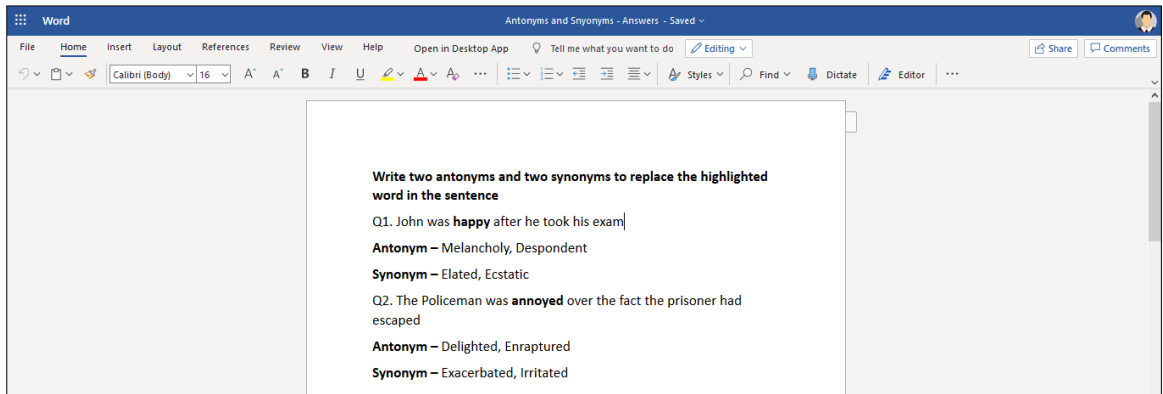 Word
Antonyms and Snyonyms - Answers - Saved
File Home Insert Layout References Review View Help Open in Desktop App Tell me what you want to do Editing Share Comments
Calibri (Body) 16 A A B I U A A Styles Find Dictate Editor
Write two antonyms and two synonyms to replace the highlighted
word in the sentence
Q1. John was happy after he took his exam
Antonym – Melancholy, Despondent
Synonym – Elated, Ecstatic
Q2. The Policeman was annoyed over the fact the prisoner had
escaped
Antonym – Delighted, Enraptured
Synonym – Exacerbated, Irritated